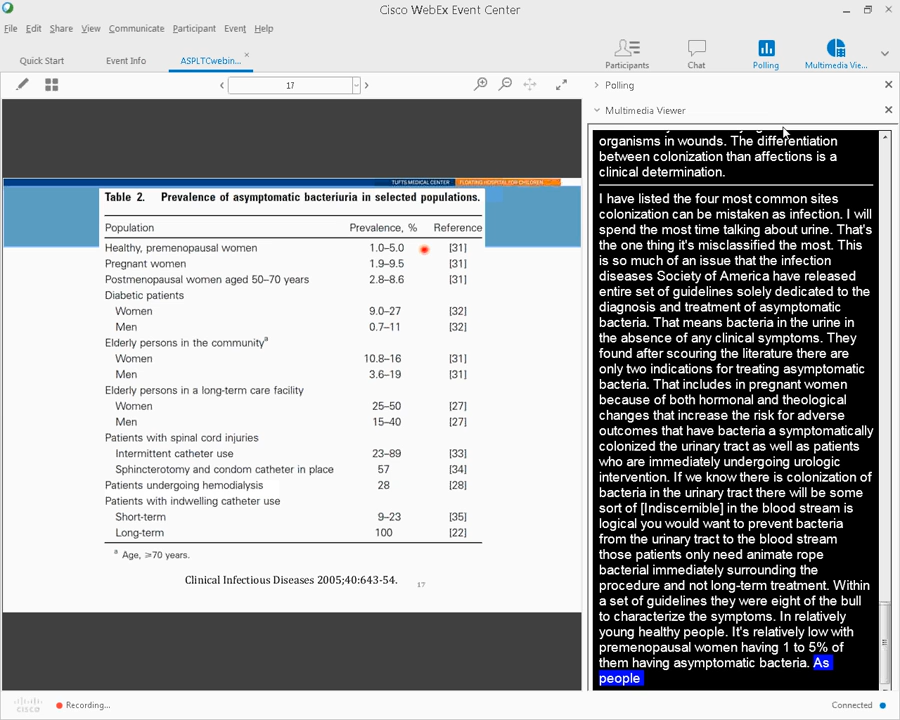 Cisco WebEx Event Center
File Edit Share View Communicate Participant Event Help
Quick Start Event Info ASPLTCwebin...
Participants Chat Polling Multimedia Vie...
17
Polling
Multimedia Viewer
TUFTS MEDICAL CENTER FLOATING HOSPITAL FOR CHILDREN
Table 2. Prevalence of asymptomatic bacteriuria in selected populations.
Population Prevalence, % Reference
Healthy, premenopausal women 1.0–5.0 [31]
Pregnant women 1.9–9.5 [31]
Postmenopausal women aged 50–70 years 2.8–8.6 [31]
Diabetic patients
Women 9.0–27 [32]
Men 0.7–11 [32]
Elderly persons in the communityᵃ
Women 10.8–16 [31]
Men 3.6–19 [31]
Elderly persons in a long-term care facility
Women 25–50 [27]
Men 15–40 [27]
Patients with spinal cord injuries
Intermittent catheter use 23–89 [33]
Sphincterotomy and condom catheter in place 57 [34]
Patients undergoing hemodialysis 28 [28]
Patients with indwelling catheter use
Short-term 9–23 [35]
Long-term 100 [22]
ᵃ Age, ⩾70 years.
Clinical Infectious Diseases 2005;40:643-54.
17
organisms in wounds. The differentiation
between colonization than affections is a
clinical determination.
I have listed the four most common sites
colonization can be mistaken as infection. I will
spend the most time talking about urine. That's
the one thing it's misclassified the most. This
is so much of an issue that the infection
diseases Society of America have released
entire set of guidelines solely dedicated to the
diagnosis and treatment of asymptomatic
bacteria. That means bacteria in the urine in
the absence of any clinical symptoms. They
found after scouring the literature there are
only two indications for treating asymptomatic
bacteria. That includes in pregnant women
because of both hormonal and theological
changes that increase the risk for adverse
outcomes that have bacteria a symptomatically
colonized the urinary tract as well as patients
who are immediately undergoing urologic
intervention. If we know there is colonization of
bacteria in the urinary tract there will be some
sort of [Indiscernible] in the blood stream is
logical you would want to prevent bacteria
from the urinary tract to the blood stream
those patients only need animate rope
bacterial immediately surrounding the
procedure and not long-term treatment. Within
a set of guidelines they were eight of the bull
to characterize the symptoms. In relatively
young healthy people. It's relatively low with
premenopausal women having 1 to 5% of
them having asymptomatic bacteria. As
people
cisco Recording... Connected